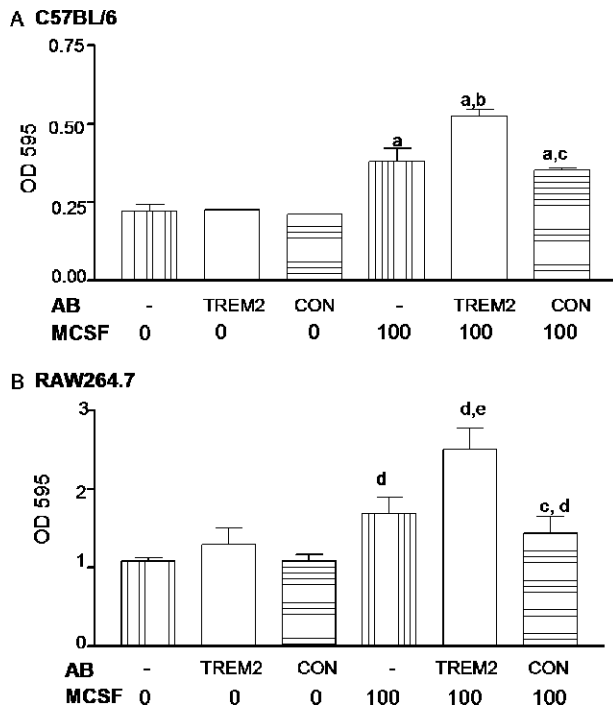 A C57BL/6
0.75
a,b
0.50
a
a,c
OD 595
0.25
0.00
AB - TREM2 CON - TREM2 CON
MCSF 0 0 0 100 100 100
B RAW264.7
3
d,e
d
2
c, d
OD 595
1
0
AB - TREM2 CON - TREM2 CON
MCSF 0 0 0 100 100 100